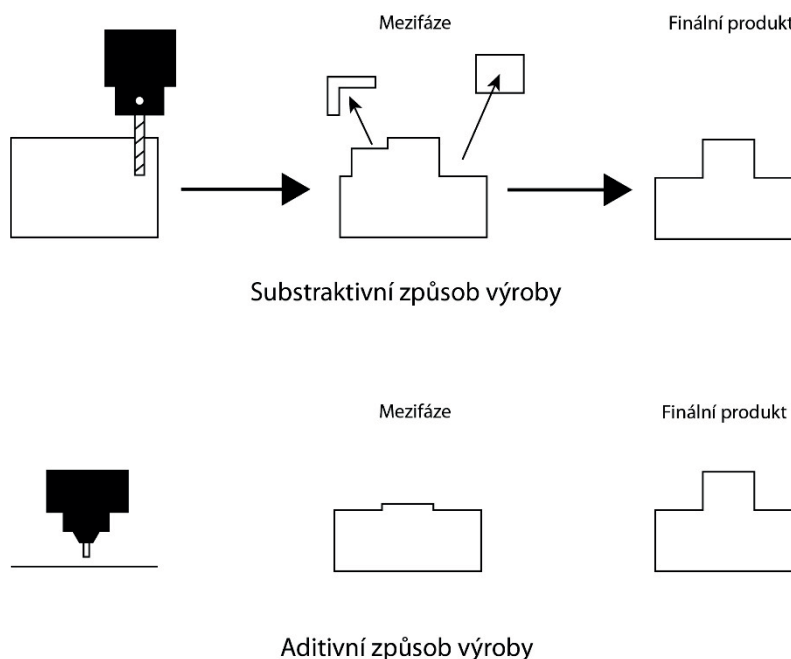 Mezifáze
Finální produkt
Substraktivní způsob výroby
Mezifáze
Finální produkt
Aditivní způsob výroby